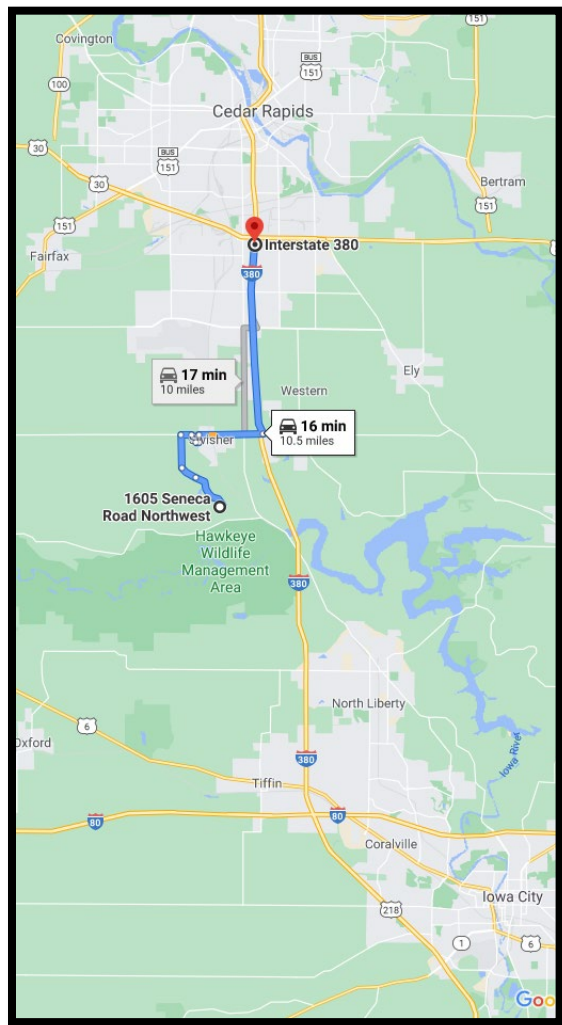 151
Covington
BUS
151
100
Cedar Rapids
30
BUS
151
30
Bertram
151
151
Interstate 380
Fairfax
380
Ely
17 min
10 miles
Western
16 min
10.5 miles
1605 Seneca
Road Northwest
Hawkeye
Wildlife
Management
Area
380
North Liberty
6
Oxford
380
Iowa River
Tiffin
80
80
Coralville
Iowa City
218
1
6
Goo